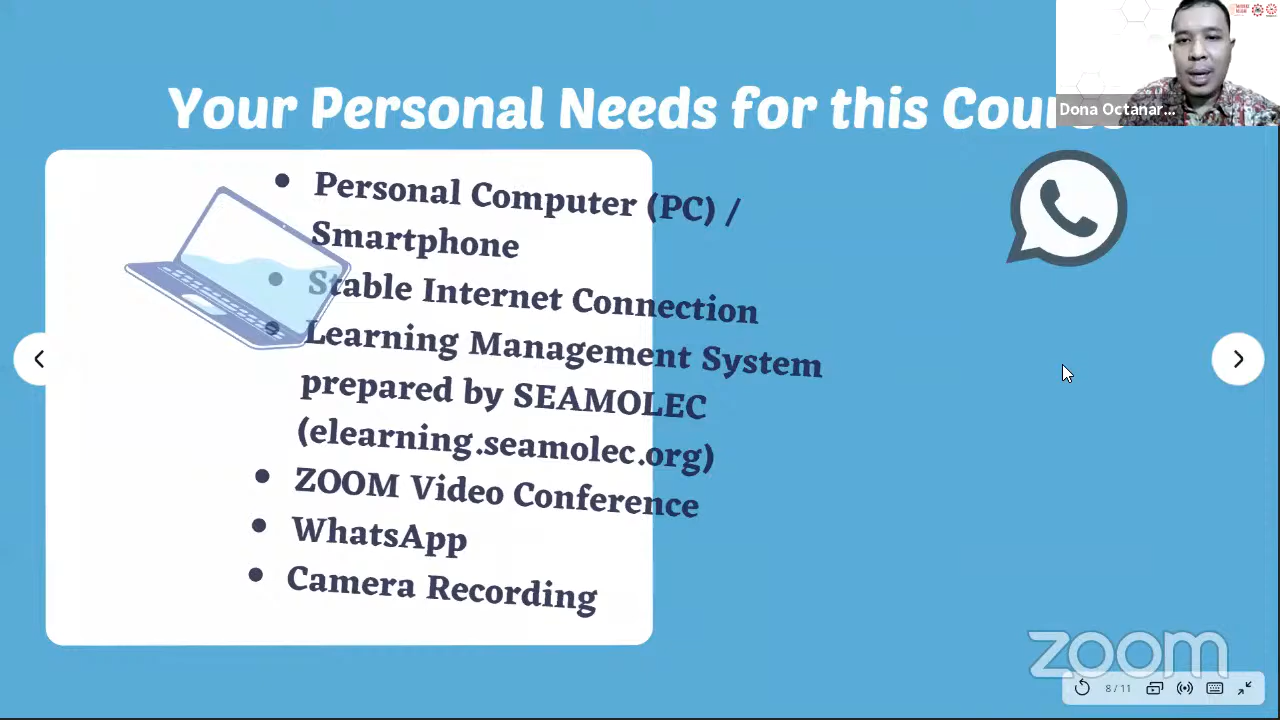 Your Personal Needs for this Course
Dona Octanar...
Personal Computer (PC) /
Smartphone
Stable Internet Connection
Learning Management System
prepared by SEAMOLEC
(elearning.seamolec.org)
ZOOM Video Conference
WhatsApp
Camera Recording
zoom
8/11